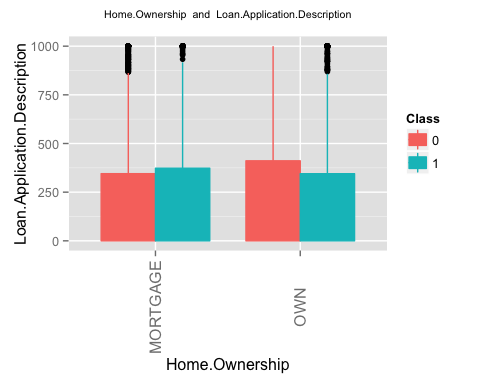 Home.Ownership and Loan.Application.Description
Loan.Application.Description
1000
750
500
250
0
MORTGAGE
OWN
Home.Ownership
Class
0
1